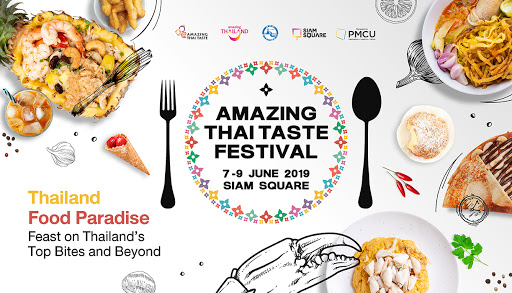 AMAZING
THAI TASTE
amazing
THAILAND
SIAM
SQUARE
PMCU
AMAZING
THAI TASTE
FESTIVAL
7-9 JUNE 2019
SIAM SQUARE
Thailand
Food Paradise
Feast on Thailand's
Top Bites and Beyond